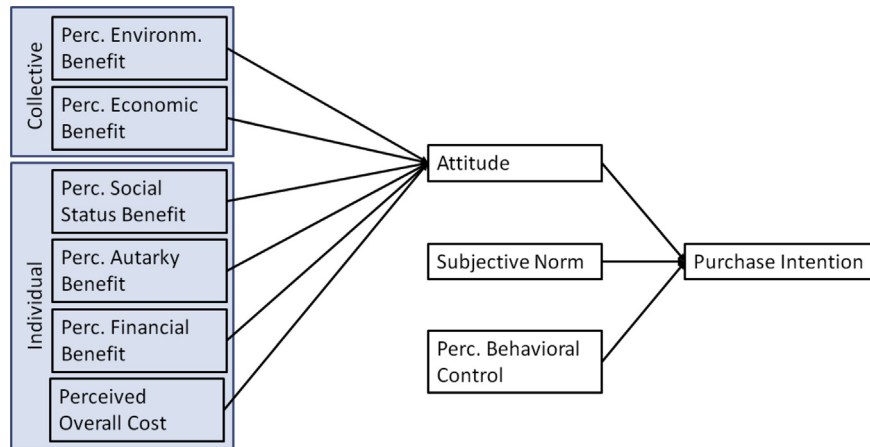 Collective
Perc. Environm.
Benefit
Perc. Economic
Benefit
Individual
Perc. Social
Status Benefit
Perc. Autarky
Benefit
Perc. Financial
Benefit
Perceived
Overall Cost
Attitude
Subjective Norm
Perc. Behavioral
Control
Purchase Intention